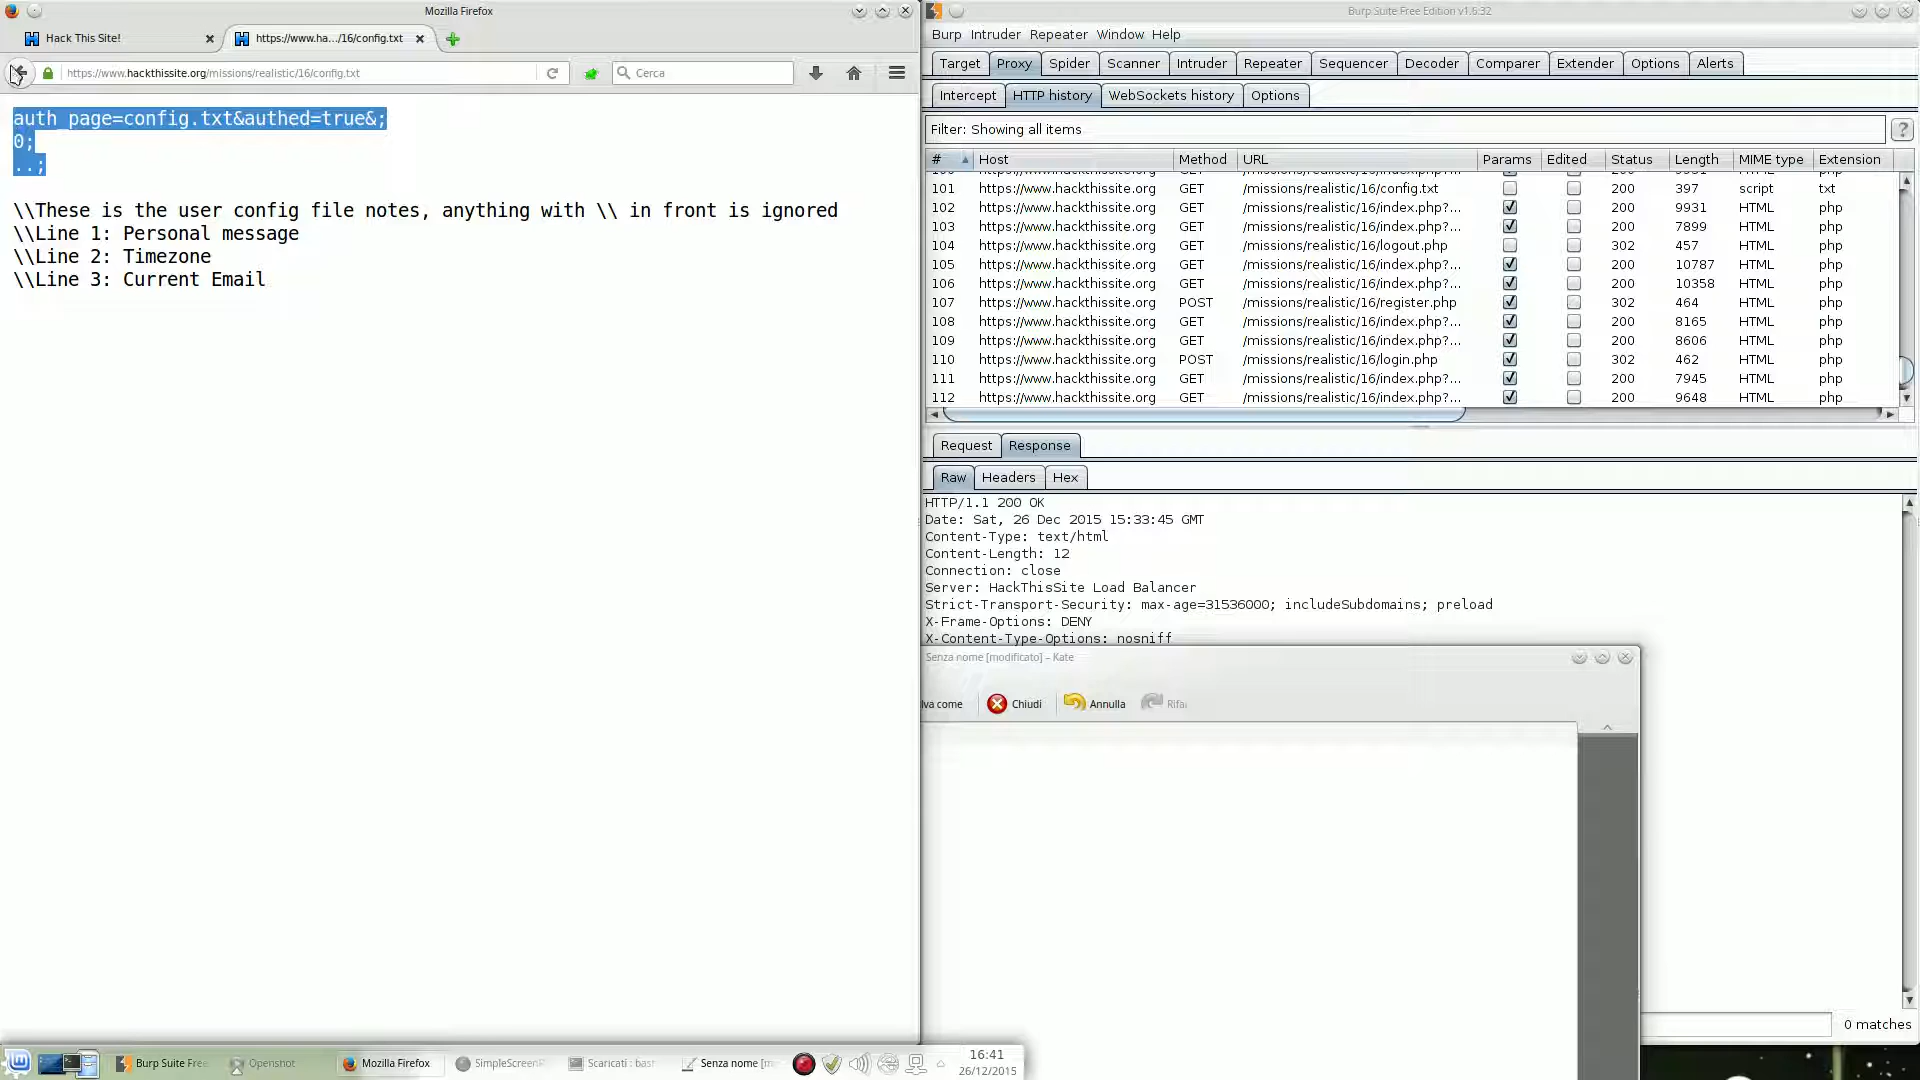 Mozilla Firefox
Hack This Site!
https://www.ha.../16/config.txt
https://www.hackthissite.org/missions/realistic/16/config.txt
Cerca
auth_page=config.txt&authed=true&;
0;
..;
\\These is the user config file notes, anything with \\ in front is ignored
\\Line 1: Personal message
\\Line 2: Timezone
\\Line 3: Current Email
Burp Suite Free Edition v1.6.32
Burp Intruder Repeater Window Help
Target Proxy Spider Scanner Intruder Repeater Sequencer Decoder Comparer Extender Options Alerts
Intercept HTTP history WebSockets history Options
Filter: Showing all items
?
# Host Method URL Params Edited Status Length MIME type Extension
101 https://www.hackthissite.org GET /missions/realistic/16/config.txt 200 397 script txt
102 https://www.hackthissite.org GET /missions/realistic/16/index.php?... 200 9931 HTML php
103 https://www.hackthissite.org GET /missions/realistic/16/index.php?... 200 7899 HTML php
104 https://www.hackthissite.org GET /missions/realistic/16/logout.php 302 457 HTML php
105 https://www.hackthissite.org GET /missions/realistic/16/index.php?... 200 10787 HTML php
106 https://www.hackthissite.org GET /missions/realistic/16/index.php?... 200 10358 HTML php
107 https://www.hackthissite.org POST /missions/realistic/16/register.php 302 464 HTML php
108 https://www.hackthissite.org GET /missions/realistic/16/index.php?... 200 8165 HTML php
109 https://www.hackthissite.org GET /missions/realistic/16/index.php?... 200 8606 HTML php
110 https://www.hackthissite.org POST /missions/realistic/16/login.php 302 462 HTML php
111 https://www.hackthissite.org GET /missions/realistic/16/index.php?... 200 7945 HTML php
112 https://www.hackthissite.org GET /missions/realistic/16/index.php?... 200 9648 HTML php
Request Response
Raw Headers Hex
HTTP/1.1 200 OK
Date: Sat, 26 Dec 2015 15:33:45 GMT
Content-Type: text/html
Content-Length: 12
Connection: close
Server: HackThisSite Load Balancer
Strict-Transport-Security: max-age=31536000; includeSubdomains; preload
X-Frame-Options: DENY
X-Content-Type-Options: nosniff
Senza nome [modificato] – Kate
lva come Chiudi Annulla Rifai
0 matches
Burp Suite Fre Openshot Mozilla Firefox SimpleScreenR Scaricati : bas Senza nome [m
16:41
26/12/2015